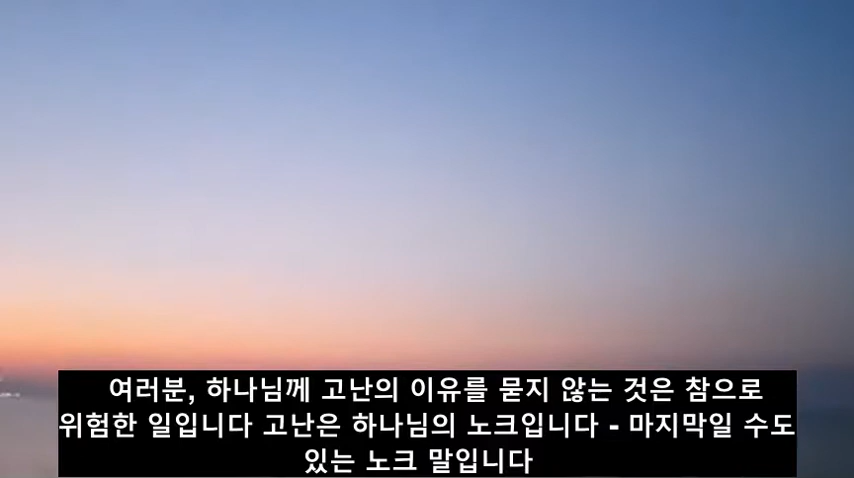 여러분, 하나님께 고난의 이유를 묻지 않는 것은 참으로
위험한 일입니다 고난은 하나님의 노크입니다 - 마지막일 수도
있는 노크 말입니다